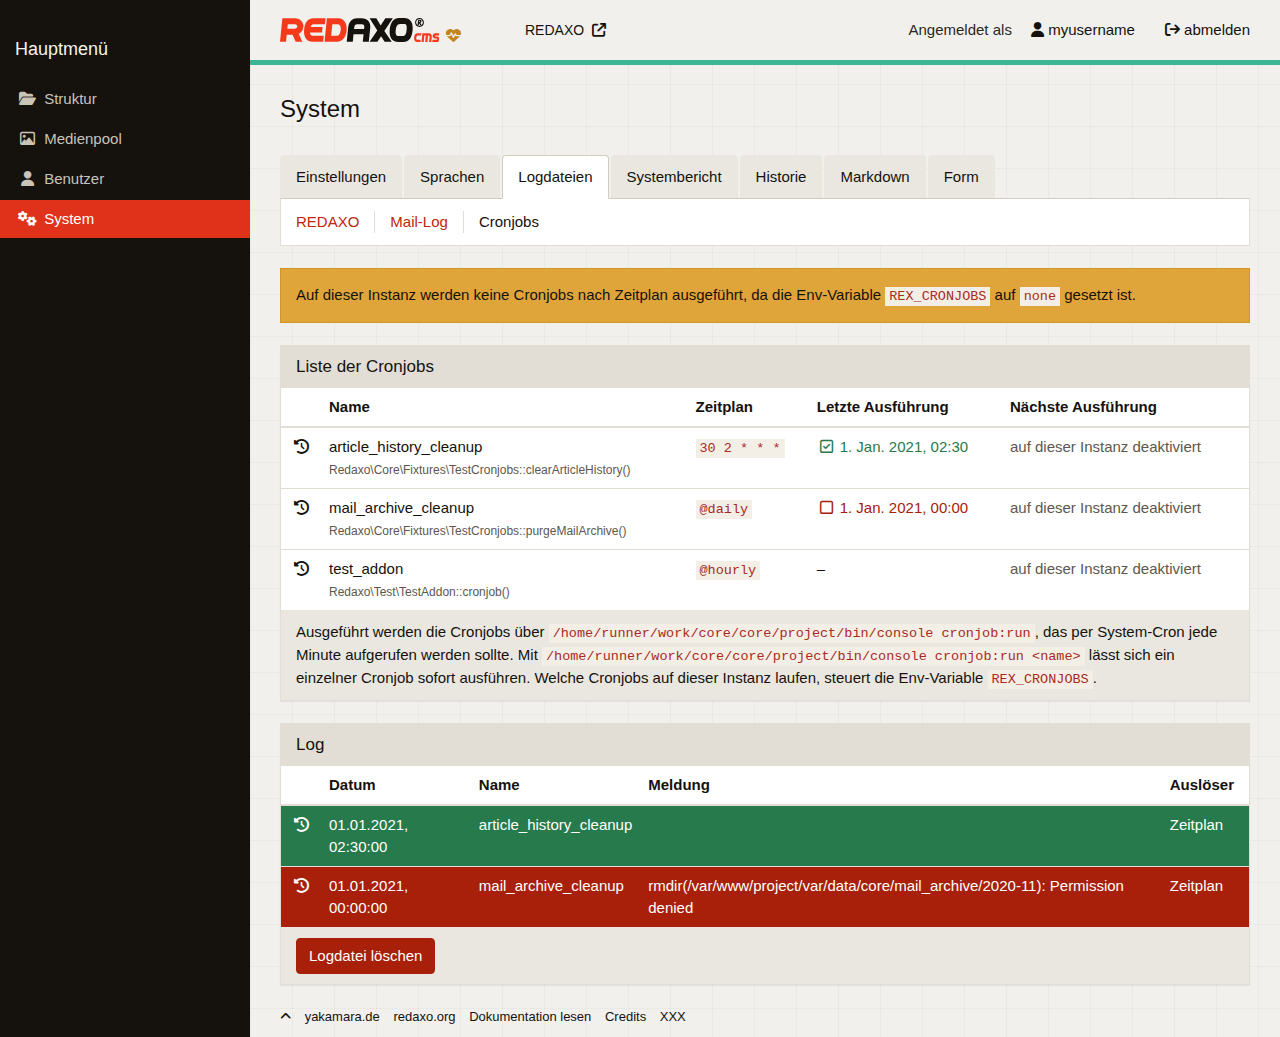 Hauptmenü
Struktur
Medienpool
Benutzer
System
REDAXO® cms
REDAXO
Angemeldet als myusername abmelden
System
Einstellungen Sprachen Logdateien Systembericht Historie Markdown Form
REDAXO Mail-Log Cronjobs
Auf dieser Instanz werden keine Cronjobs nach Zeitplan ausgeführt, da die Env-Variable REX_CRONJOBS auf none gesetzt ist.
Liste der Cronjobs
Name Zeitplan Letzte Ausführung Nächste Ausführung
article_history_cleanup 30 2 * * * 1. Jan. 2021, 02:30 auf dieser Instanz deaktiviert
Redaxo\Core\Fixtures\TestCronjobs::clearArticleHistory()
mail_archive_cleanup @daily 1. Jan. 2021, 00:00 auf dieser Instanz deaktiviert
Redaxo\Core\Fixtures\TestCronjobs::purgeMailArchive()
test_addon @hourly – auf dieser Instanz deaktiviert
Redaxo\Test\TestAddon::cronjob()
Ausgeführt werden die Cronjobs über /home/runner/work/core/core/project/bin/console cronjob:run, das per System-Cron jede
Minute aufgerufen werden sollte. Mit /home/runner/work/core/core/project/bin/console cronjob:run <name> lässt sich ein
einzelner Cronjob sofort ausführen. Welche Cronjobs auf dieser Instanz laufen, steuert die Env-Variable REX_CRONJOBS.
Log
Datum Name Meldung Auslöser
01.01.2021, article_history_cleanup Zeitplan
02:30:00
01.01.2021, mail_archive_cleanup rmdir(/var/www/project/var/data/core/mail_archive/2020-11): Permission Zeitplan
00:00:00 denied
Logdatei löschen
yakamara.de redaxo.org Dokumentation lesen Credits XXX